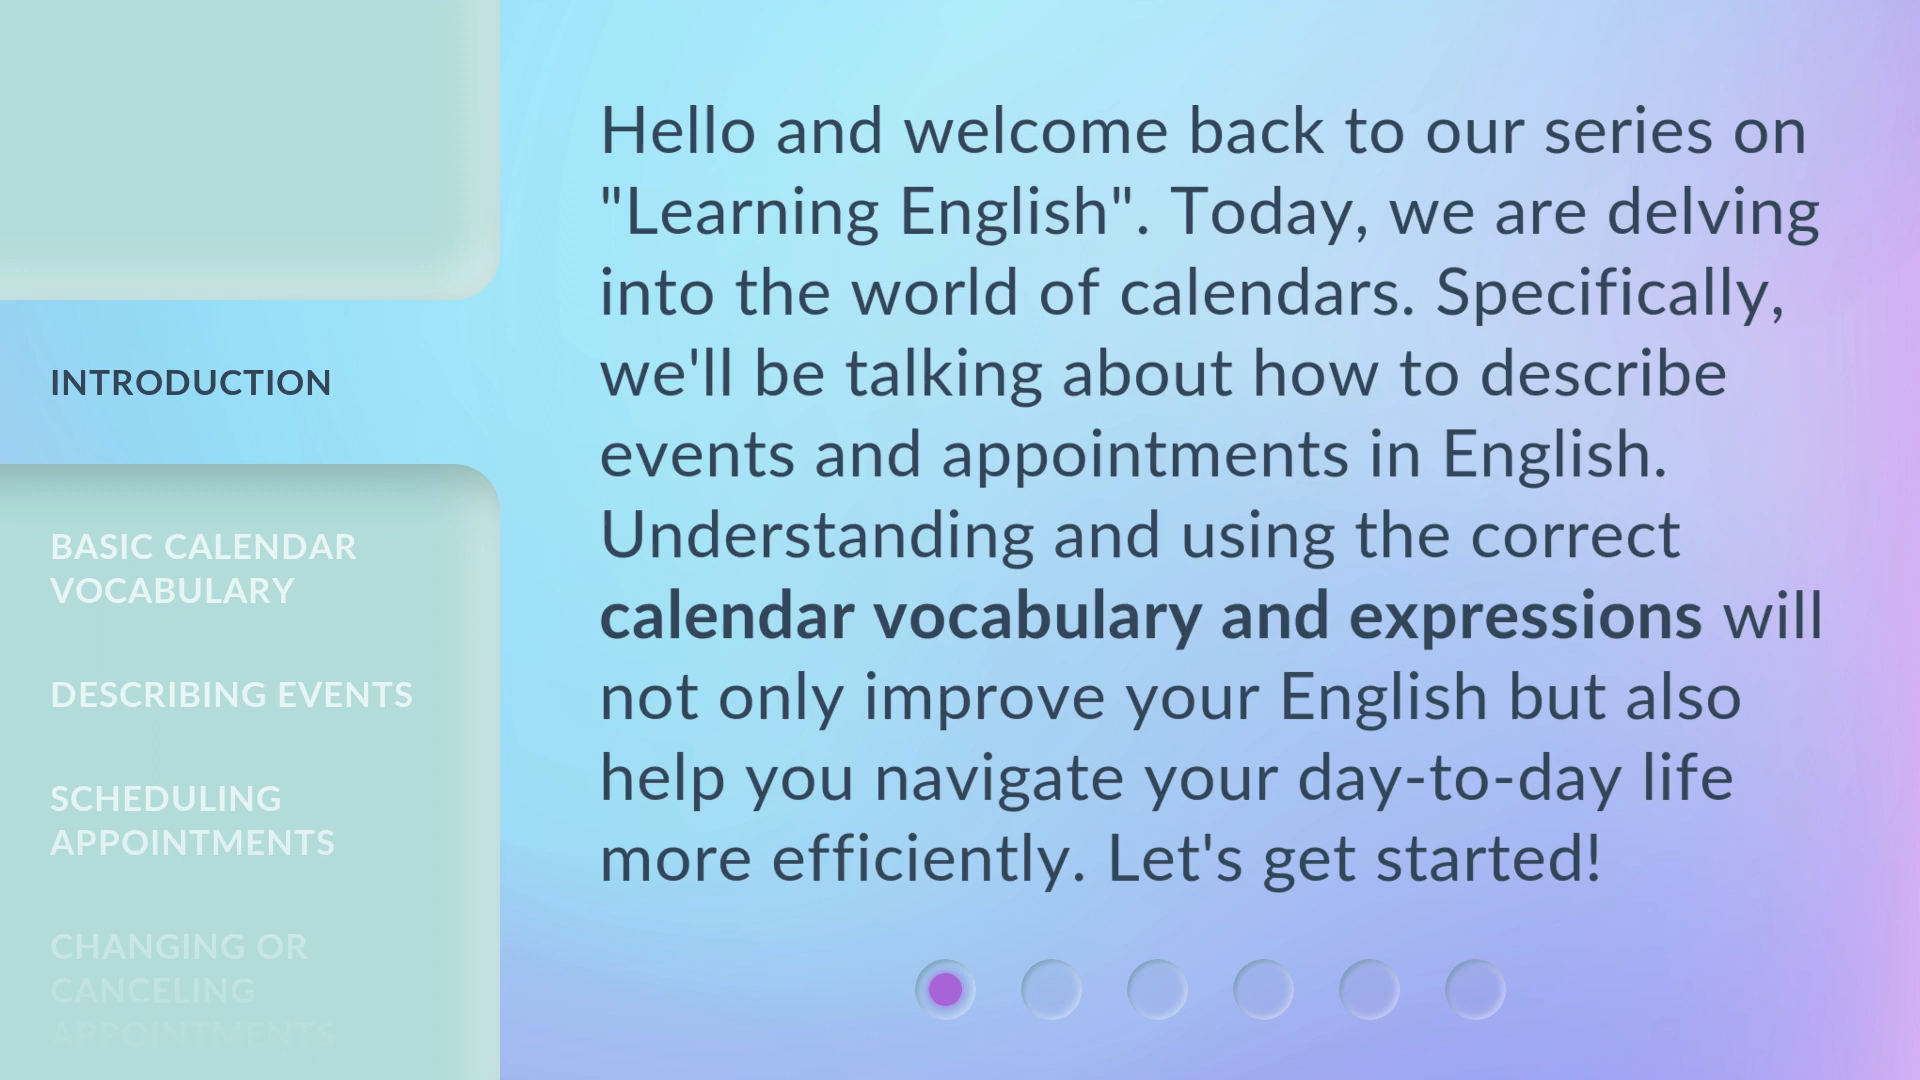 INTRODUCTION
BASIC CALENDAR
VOCABULARY
DESCRIBING EVENTS
SCHEDULING
APPOINTMENTS
CHANGING OR
CANCELING
APPOINTMENTS
Hello and welcome back to our series on
"Learning English". Today, we are delving
into the world of calendars. Specifically,
we'll be talking about how to describe
events and appointments in English.
Understanding and using the correct
calendar vocabulary and expressions will
not only improve your English but also
help you navigate your day-to-day life
more efficiently. Let's get started!